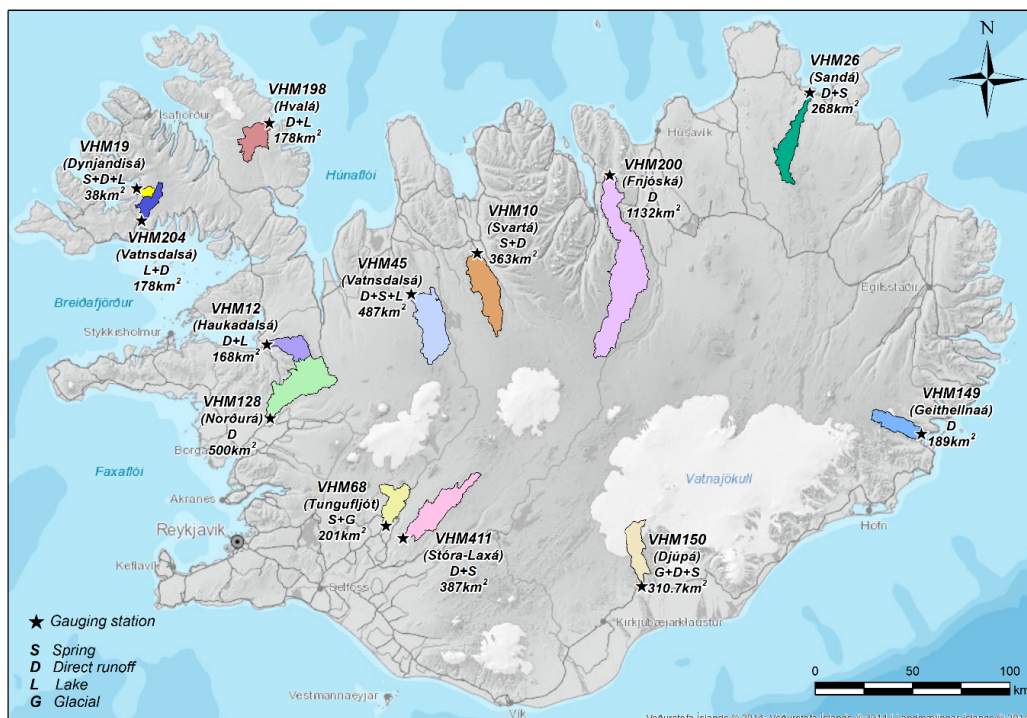 N
VHM26
(Sandá)
D+S
268km²
VHM198
(Hvalá)
D+L
178km²
Ísafjörður
Húsavík
VHM19
(Dynjandisá)
S+D+L
38km²
Húnaflói
VHM200
(Fnjóská)
D
1132km²
VHM10
(Svartá)
S+D
363km²
VHM204
(Vatnsdalsá)
L+D
178km²
VHM45
(Vatnsdalsá)
D+S+L
487km²
Egilsstaðir
Breiðafjörður
VHM12
(Haukadalsá)
D+L
168km²
Stykkishólmur
VHM128
(Norðurá)
D
500km²
VHM149
(Geithellnaá)
D
189km²
Borga
Faxaflói
Vatnajökull
Akranes
VHM68
(Tungufljót)
S+G
201km²
Höfn
Reykjavík
VHM411
(Stóra-Laxá)
D+S
387km²
VHM150
(Djúpá)
G+D+S
310.7km²
Keflavík
Selfoss
Kirkjubæjarklaustur
Gauging station
S Spring
D Direct runoff
L Lake
G Glacial
0 50 100
km
Vestmannaeyjar
Vík